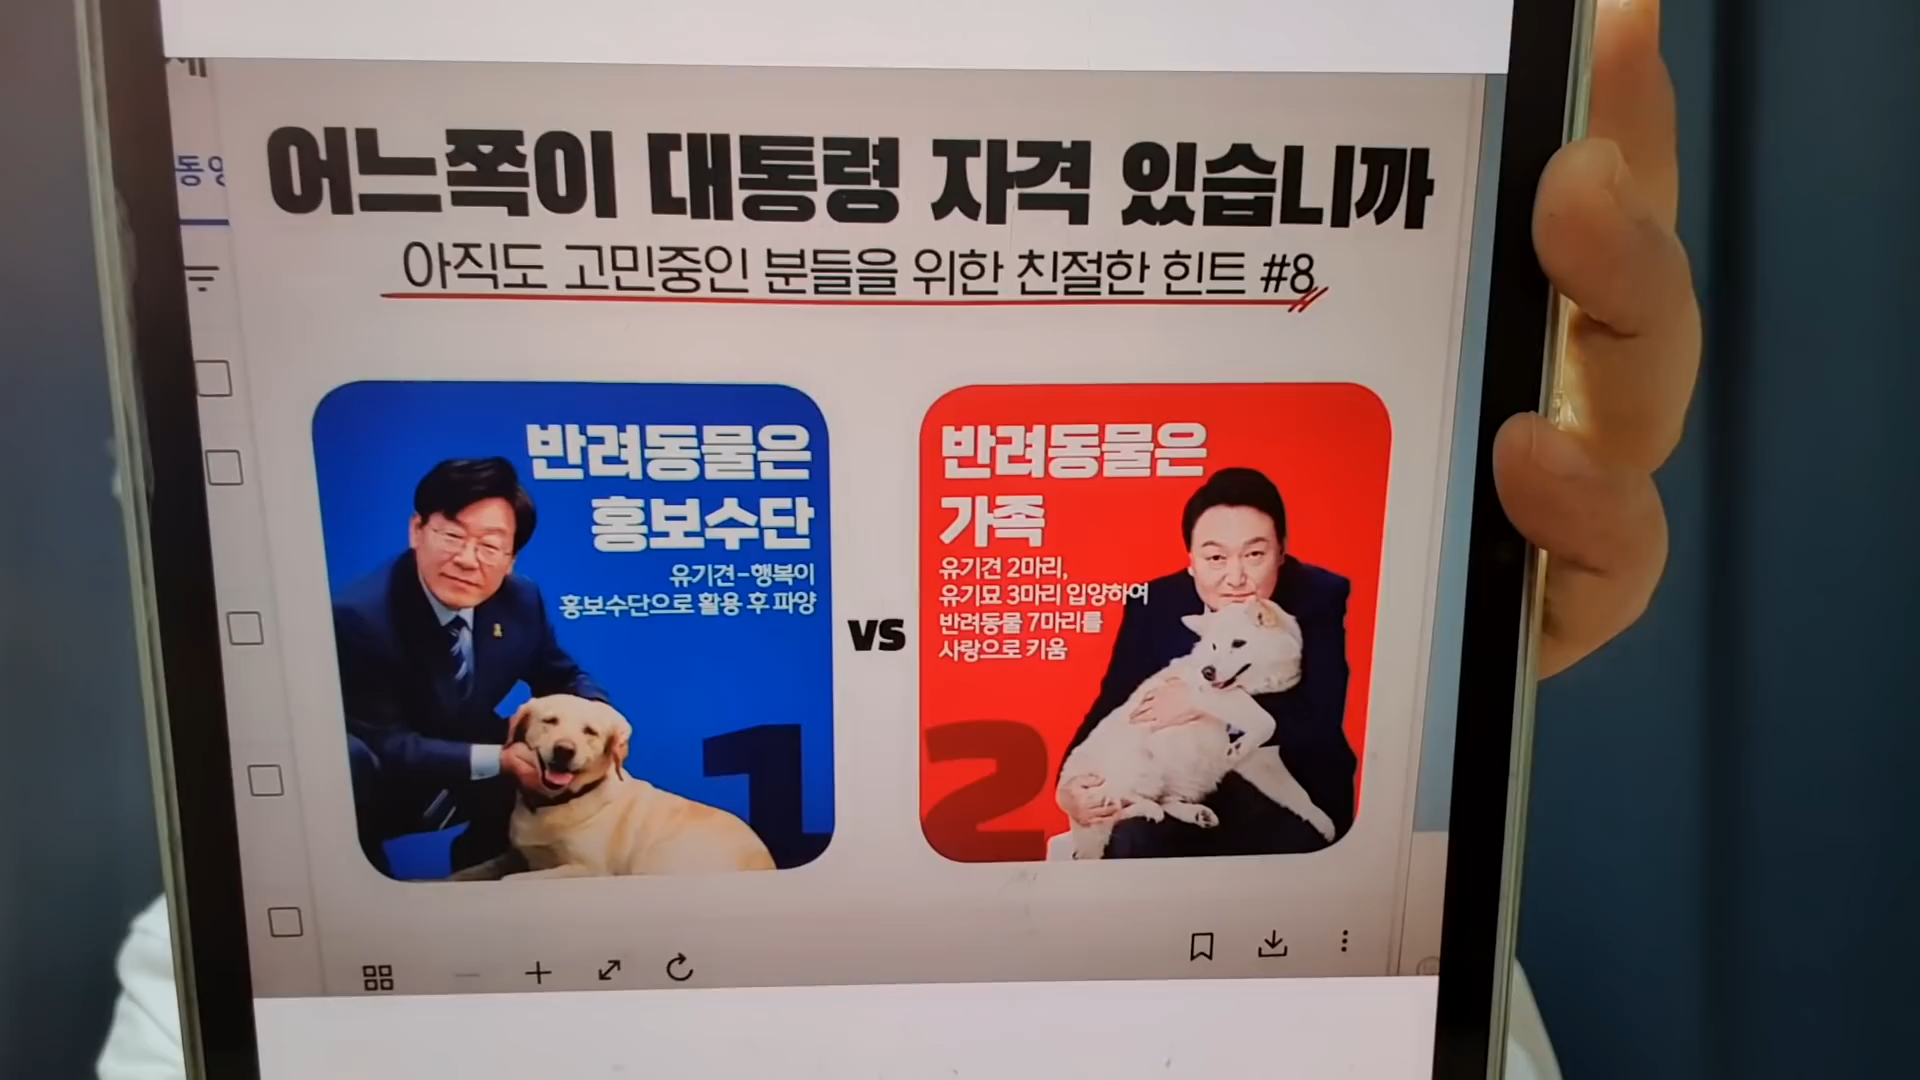 동영
어느쪽이 대통령 자격 있습니까
아직도 고민중인 분들을 위한 친절한 힌트 #8
반려동물은
홍보수단
유기견-행복이
홍보수단으로 활용 후 파양
1
vs
반려동물은
가족
유기견 2마리,
유기묘 3마리 입양하여
반려동물 7마리를
사랑으로 키움
2